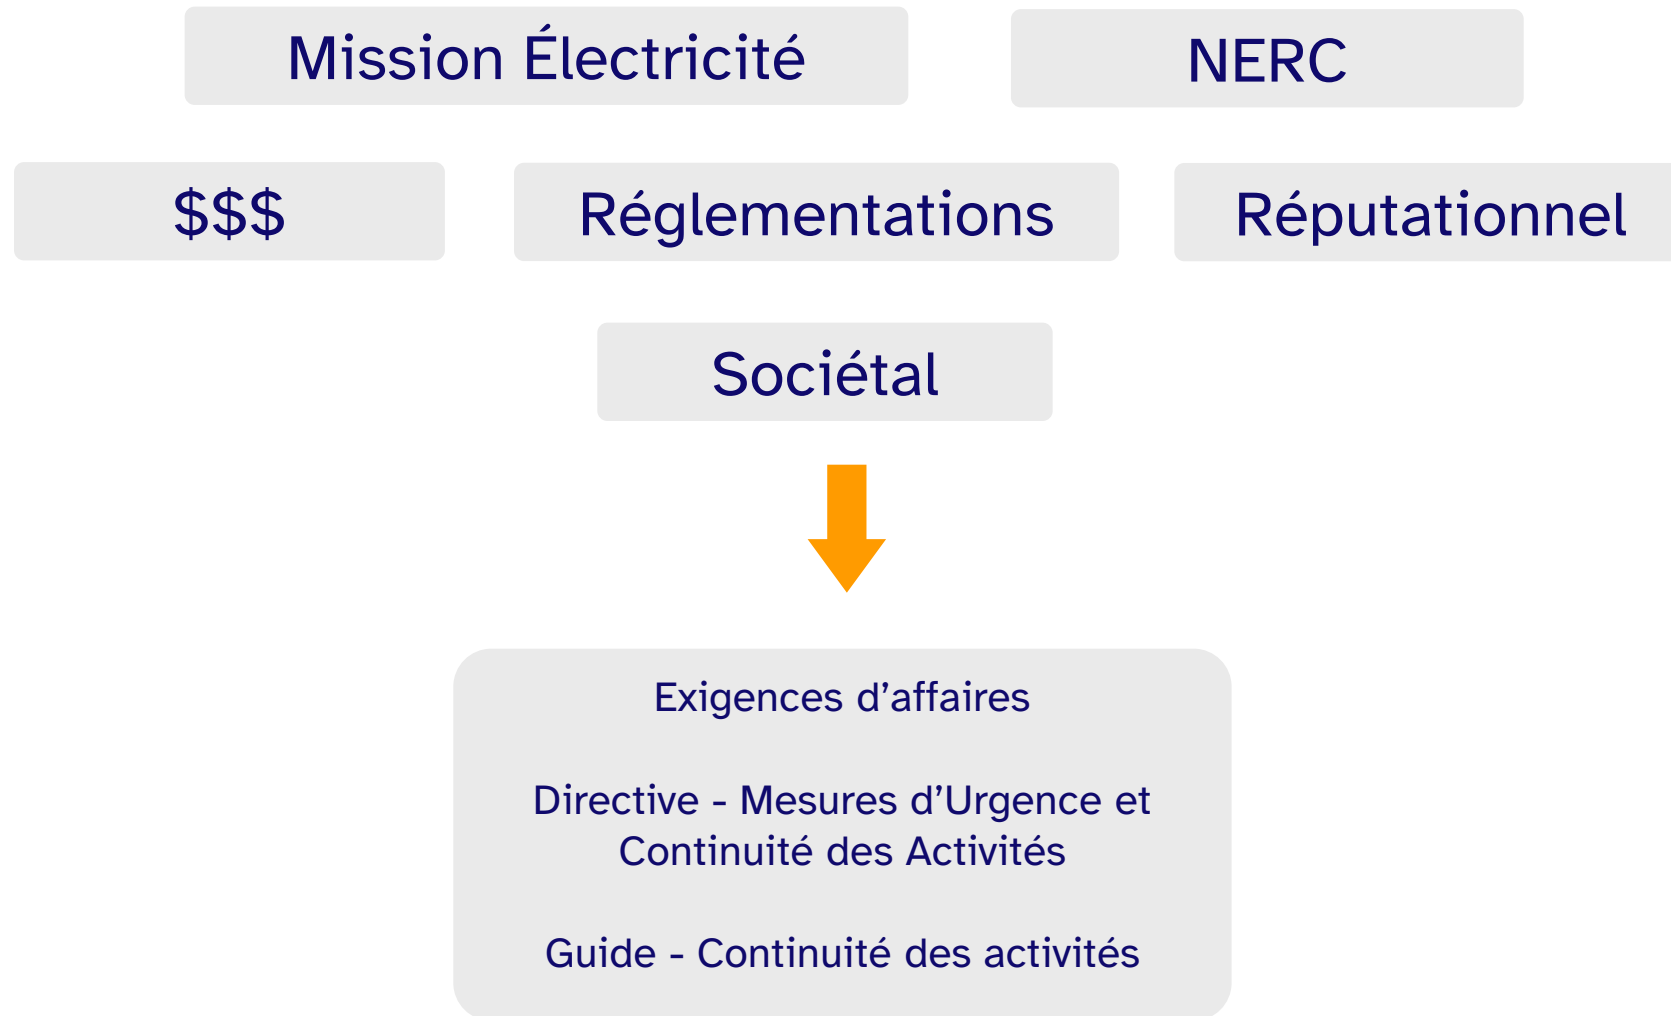 Mission Électricité
NERC
$$$
Réglementations
Réputationnel
Sociétal
Exigences d’affaires
Directive - Mesures d’Urgence et
Continuité des Activités
Guide - Continuité des activités